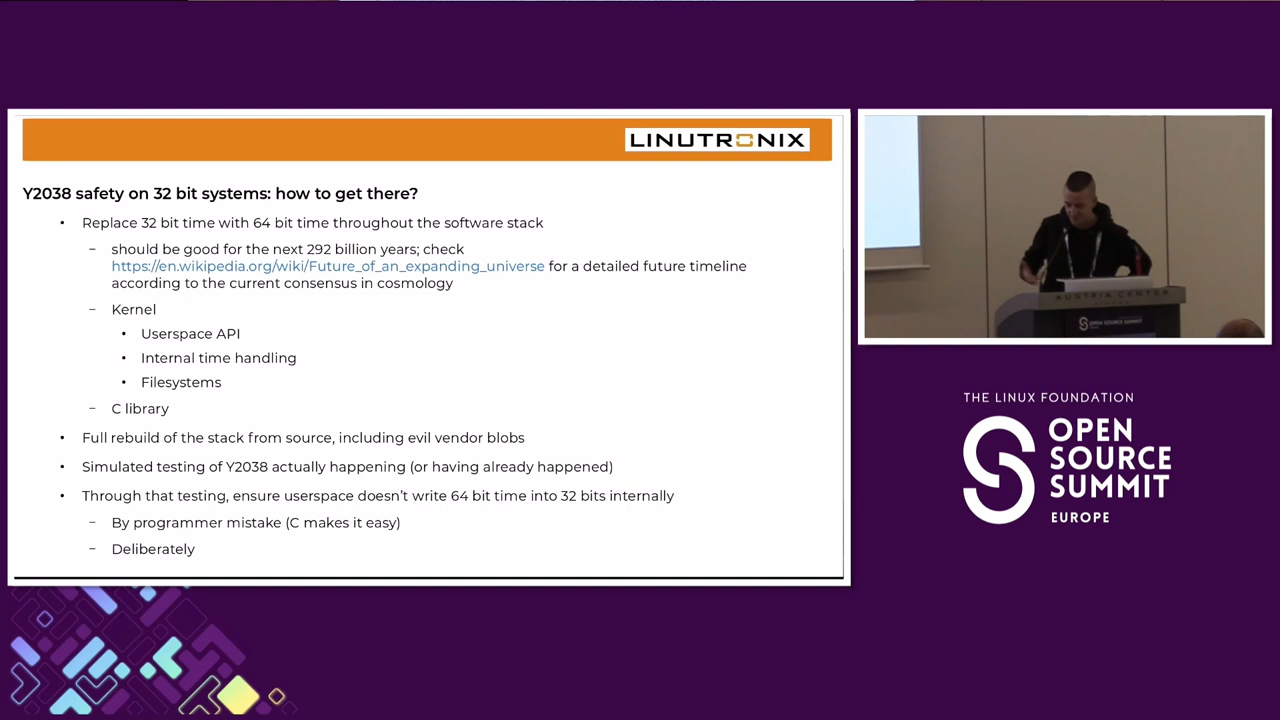 LINUTRONIX
Y2038 safety on 32 bit systems: how to get there?
• Replace 32 bit time with 64 bit time throughout the software stack
– should be good for the next 292 billion years; check
https://en.wikipedia.org/wiki/Future_of_an_expanding_universe for a detailed future timeline
according to the current consensus in cosmology
– Kernel
• Userspace API
• Internal time handling
• Filesystems
– C library
• Full rebuild of the stack from source, including evil vendor blobs
• Simulated testing of Y2038 actually happening (or having already happened)
• Through that testing, ensure userspace doesn’t write 64 bit time into 32 bits internally
– By programmer mistake (C makes it easy)
– Deliberately
AUSTRIA CENTER
OPEN SOURCE SUMMIT
THE LINUX FOUNDATION
OPEN
SOURCE
SUMMIT
EUROPE